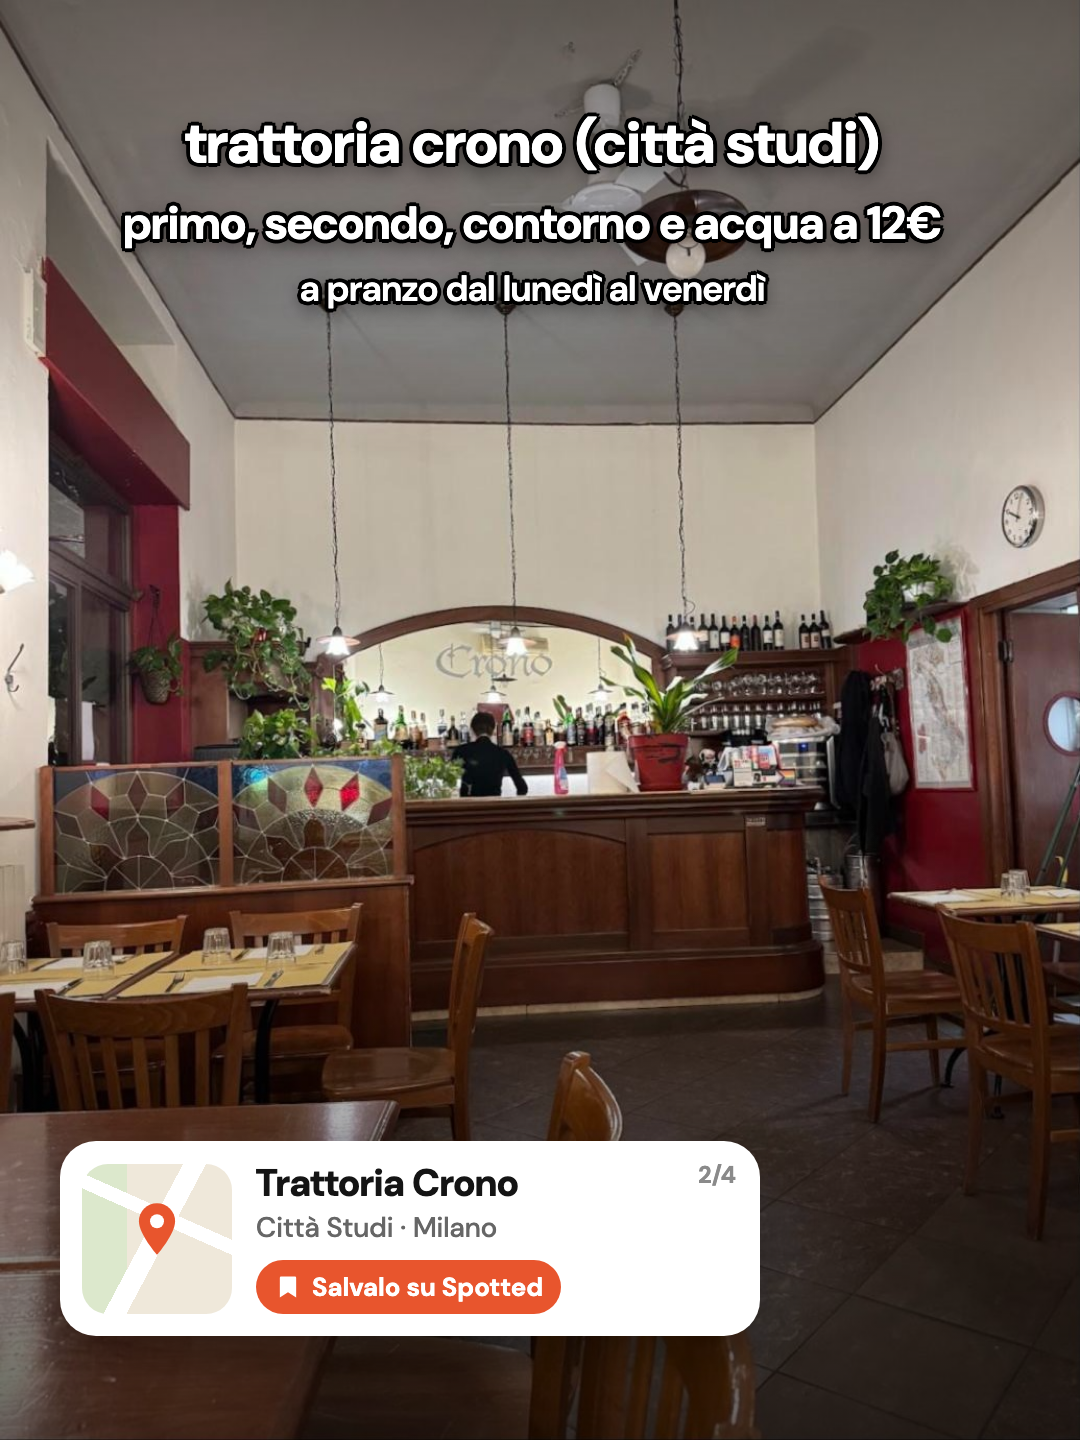 trattoria crono (città studi)
primo, secondo, contorno e acqua a 12€
a pranzo dal lunedì al venerdì
Crono
Trattoria Crono
2/4
Città Studi · Milano
Salvalo su Spotted